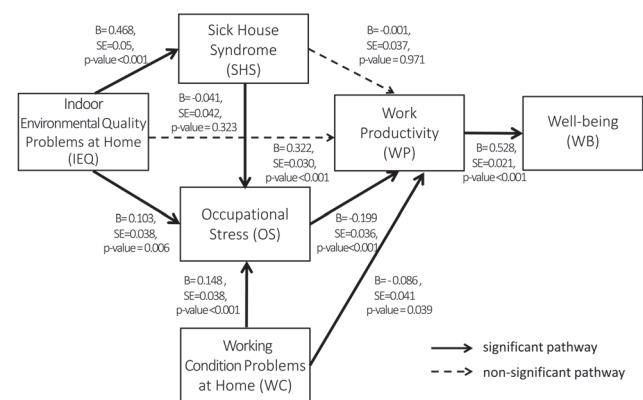 B= 0.468,
SE=0.05,
p-value <0.001
Sick House
Syndrome
(SHS)
B= -0.001,
SE=0.037,
p-value = 0.971
Indoor
Environmental Quality
Problems at Home
(IEQ)
B= -0.041,
SE=0.042,
p-value = 0.323
Work
Productivity
(WP)
Well-being
(WB)
B= 0.322,
SE=0.030,
p-value <0.001
B= 0.528,
SE=0.021,
p-value <0.001
B= 0.103,
SE=0.038,
p-value = 0.006
Occupational
Stress (OS)
B= -0.199
SE=0.036,
p-value<0.001
B= 0.148 ,
SE=0.038,
p-value <0.001
B= - 0.086 ,
SE=0.041
p-value = 0.039
Working
Condition Problems
at Home (WC)
significant pathway
non-significant pathway